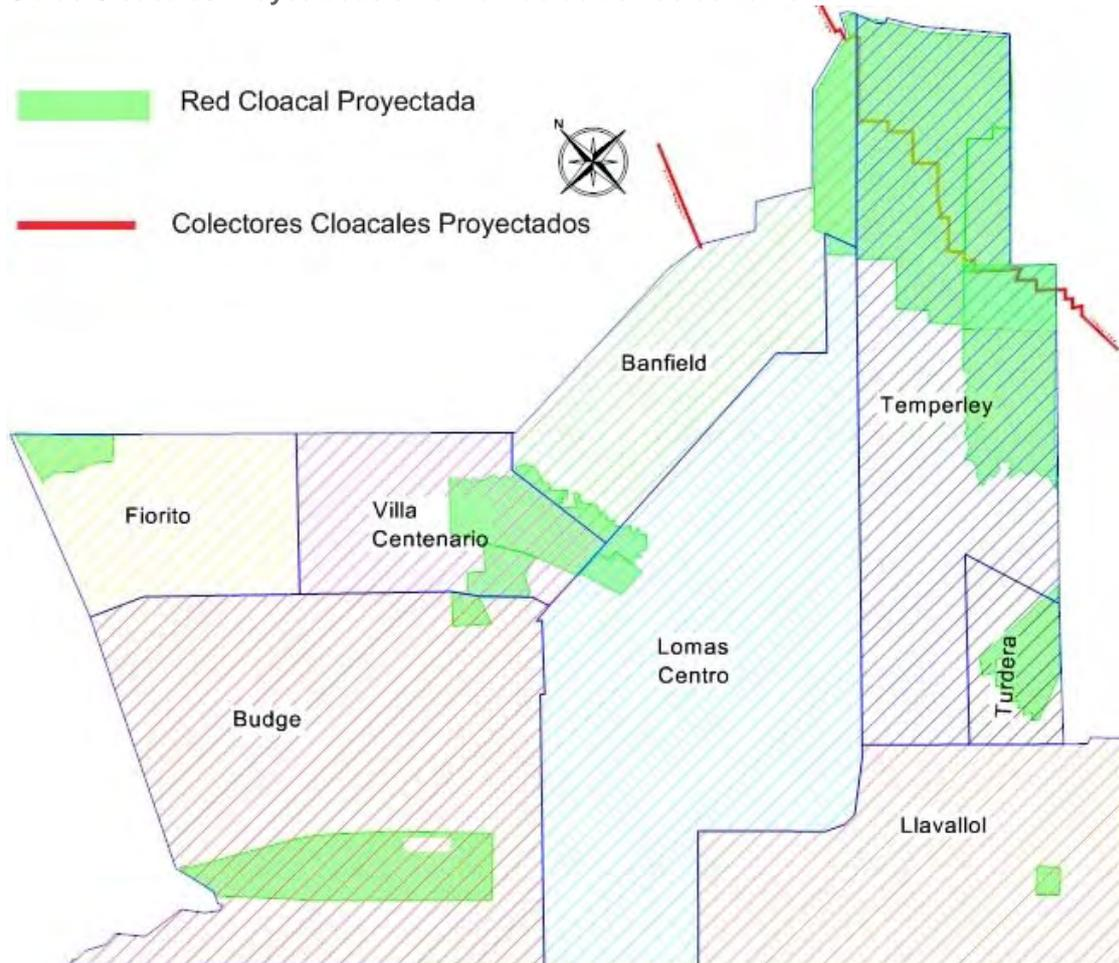 Red Cloacal Proyectada
N
Colectores Cloacales Proyectados
Banfield
Temperley
Fiorito
Villa
Centenario
Lomas
Centro
Turdera
Budge
Llavallol